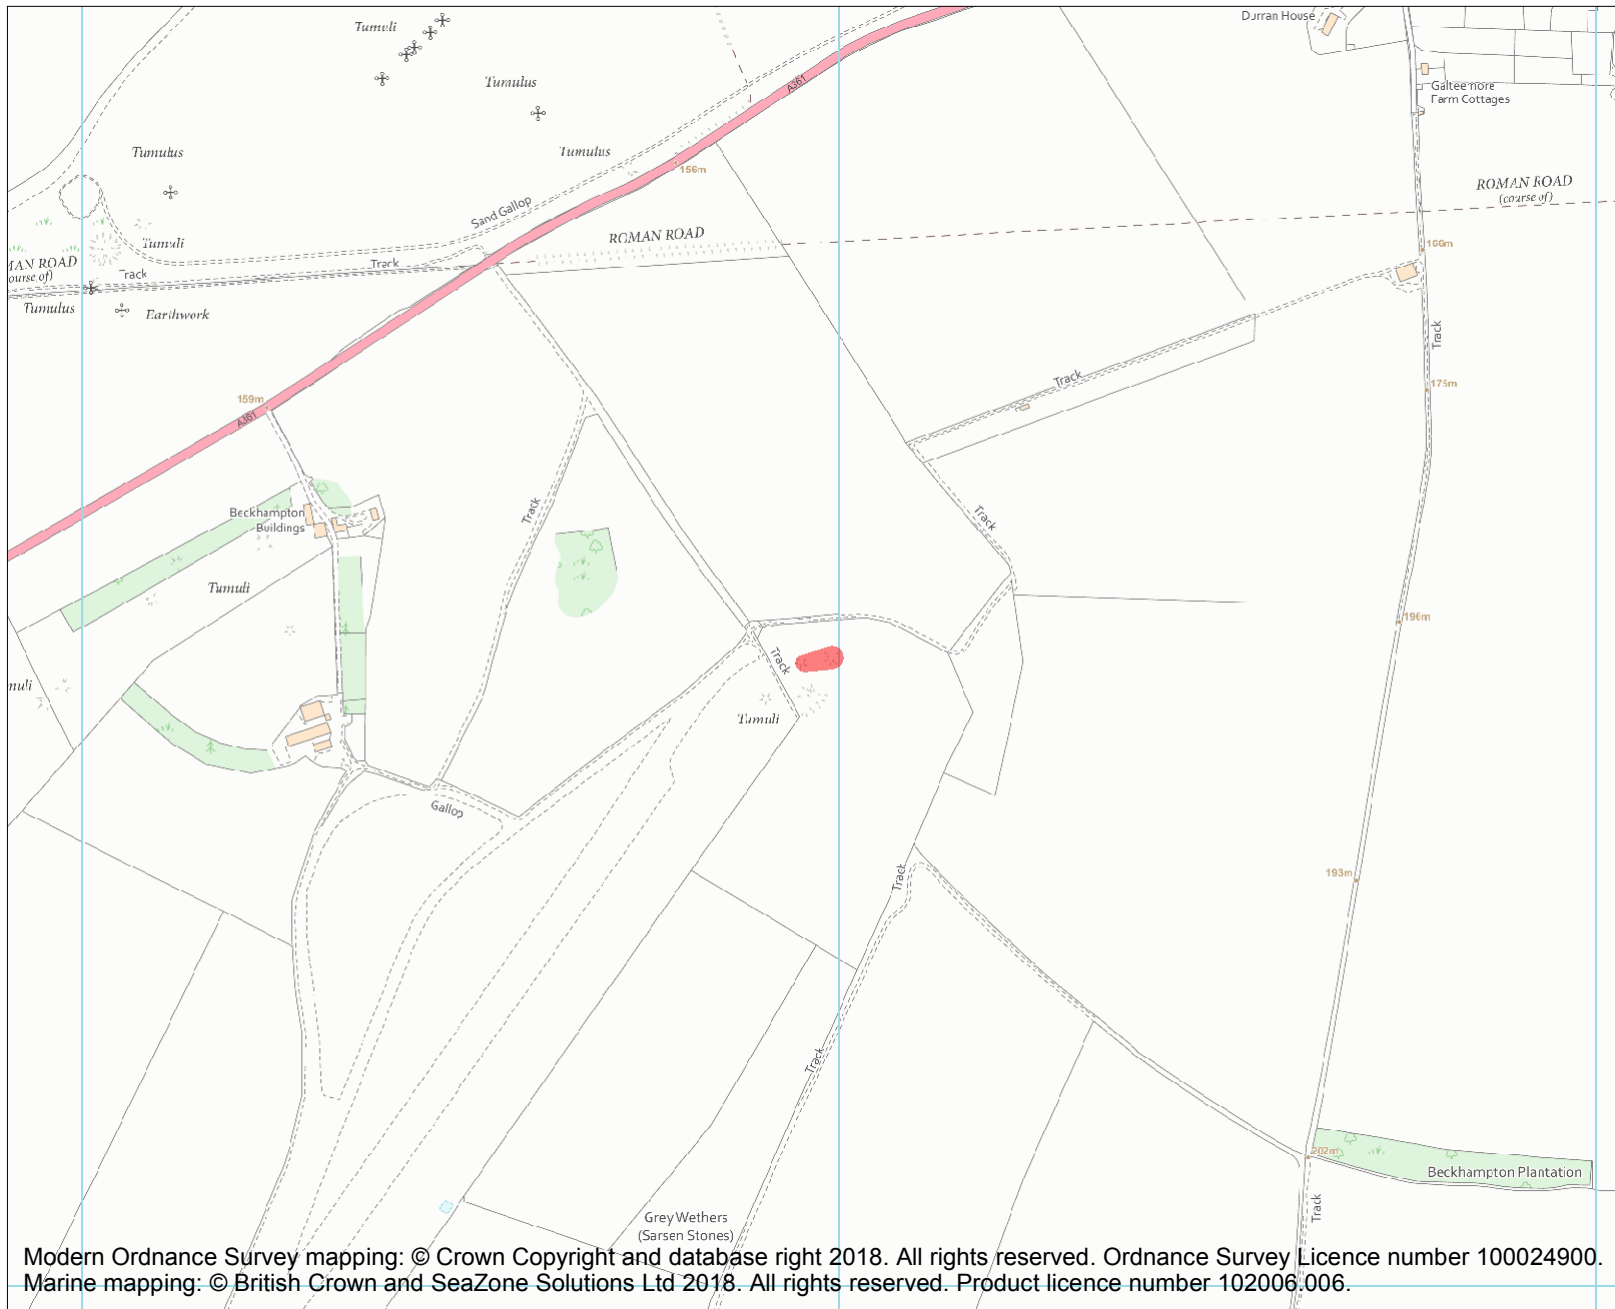 Durran House
Tumuli
Tumulus
A361
Farm Cottages
Tumulus
Tumulus
156m
ROMAN ROAD
(course of)
Sand Gallop
ROMAN ROAD
Tumuli
166m
Track
Track
Tumulus
Earthwork
Track
Track
175m
159m
A361
Beckhampton
Buildings
Track
Track
Tumuli
196m
Track
Tumuli
Gallop
Track
193m
Track
202m
Beckhampton Plantation
Track
Grey Wethers
(Sarsen Stones)
Modern Ordnance Survey mapping: © Crown Copyright and database right 2018. All rights reserved. Ordnance Survey Licence number 100024900.
Marine mapping: © British Crown and SeaZone Solutions Ltd 2018. All rights reserved. Product licence number 102006.006.